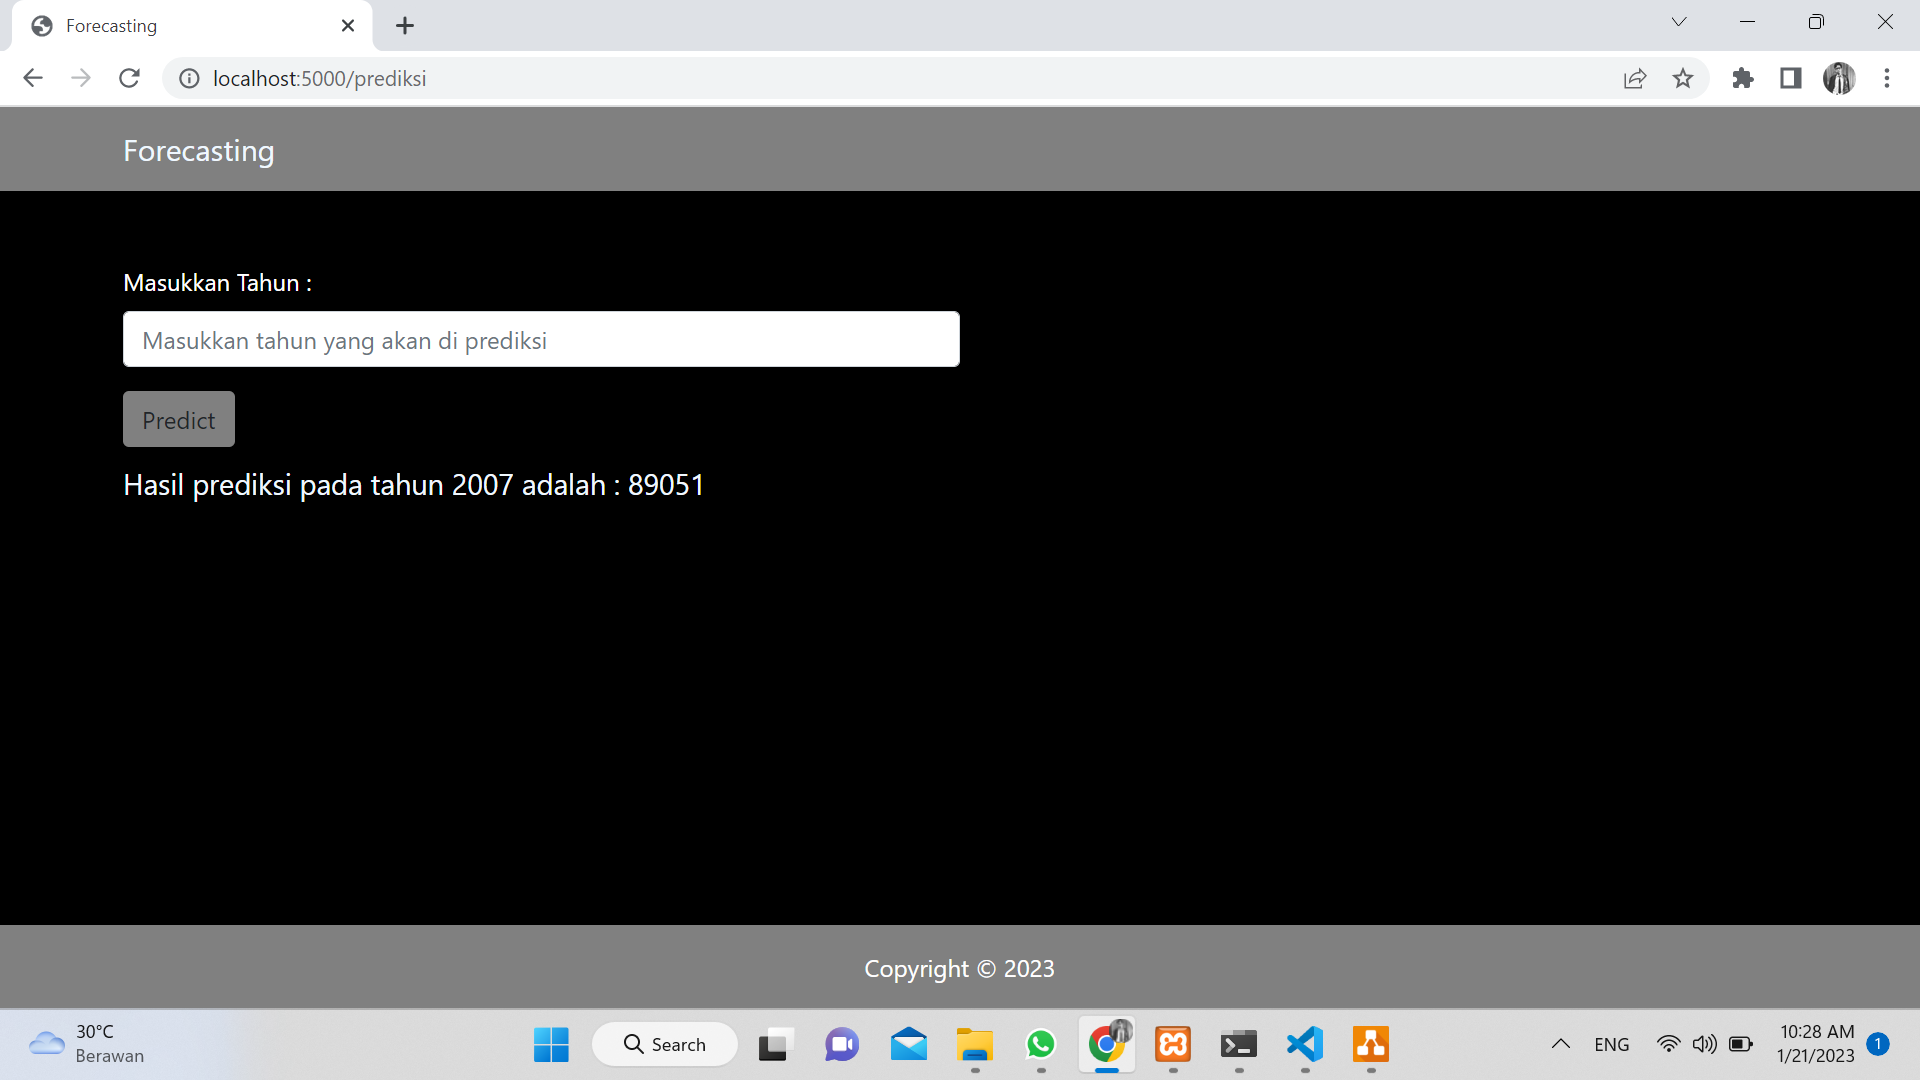 Forecasting
localhost:5000/prediksi
Forecasting
Masukkan Tahun :
Masukkan tahun yang akan di prediksi
Predict
Hasil prediksi pada tahun 2007 adalah : 89051
Copyright © 2023
30°C
Berawan
Search
ENG
10:28 AM
1/21/2023
1